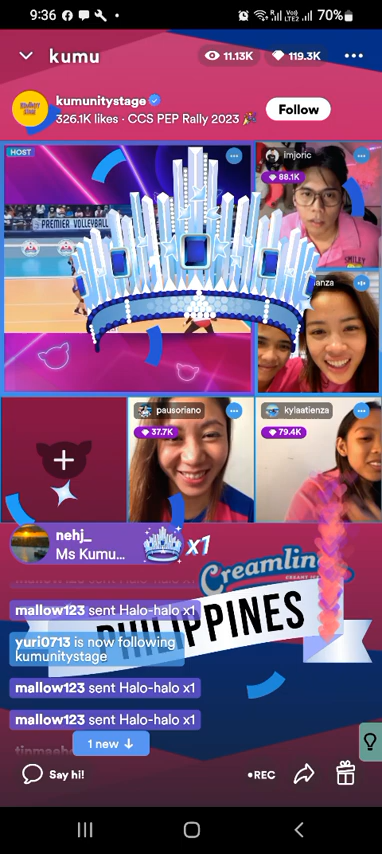 9:36
70%
kumu
11.13K
119.3K
kumunitystage
326.1K likes · CCS PEP Rally 2023
Follow
HOST
imjoric
88.1K
PREMIER VOLLEYBALL
SMILEY
anza
pausoriano
37.7K
kylaatienza
79.4K
nehj_
Ms Kumu...
x1
Creamlin
PHILIPPINES
mallow123 sent Halo-halo x1
yuri0713 is now following
kumunitystage
mallow123 sent Halo-halo x1
mallow123 sent Halo-halo x1
1 new ↓
Say hi!
•REC